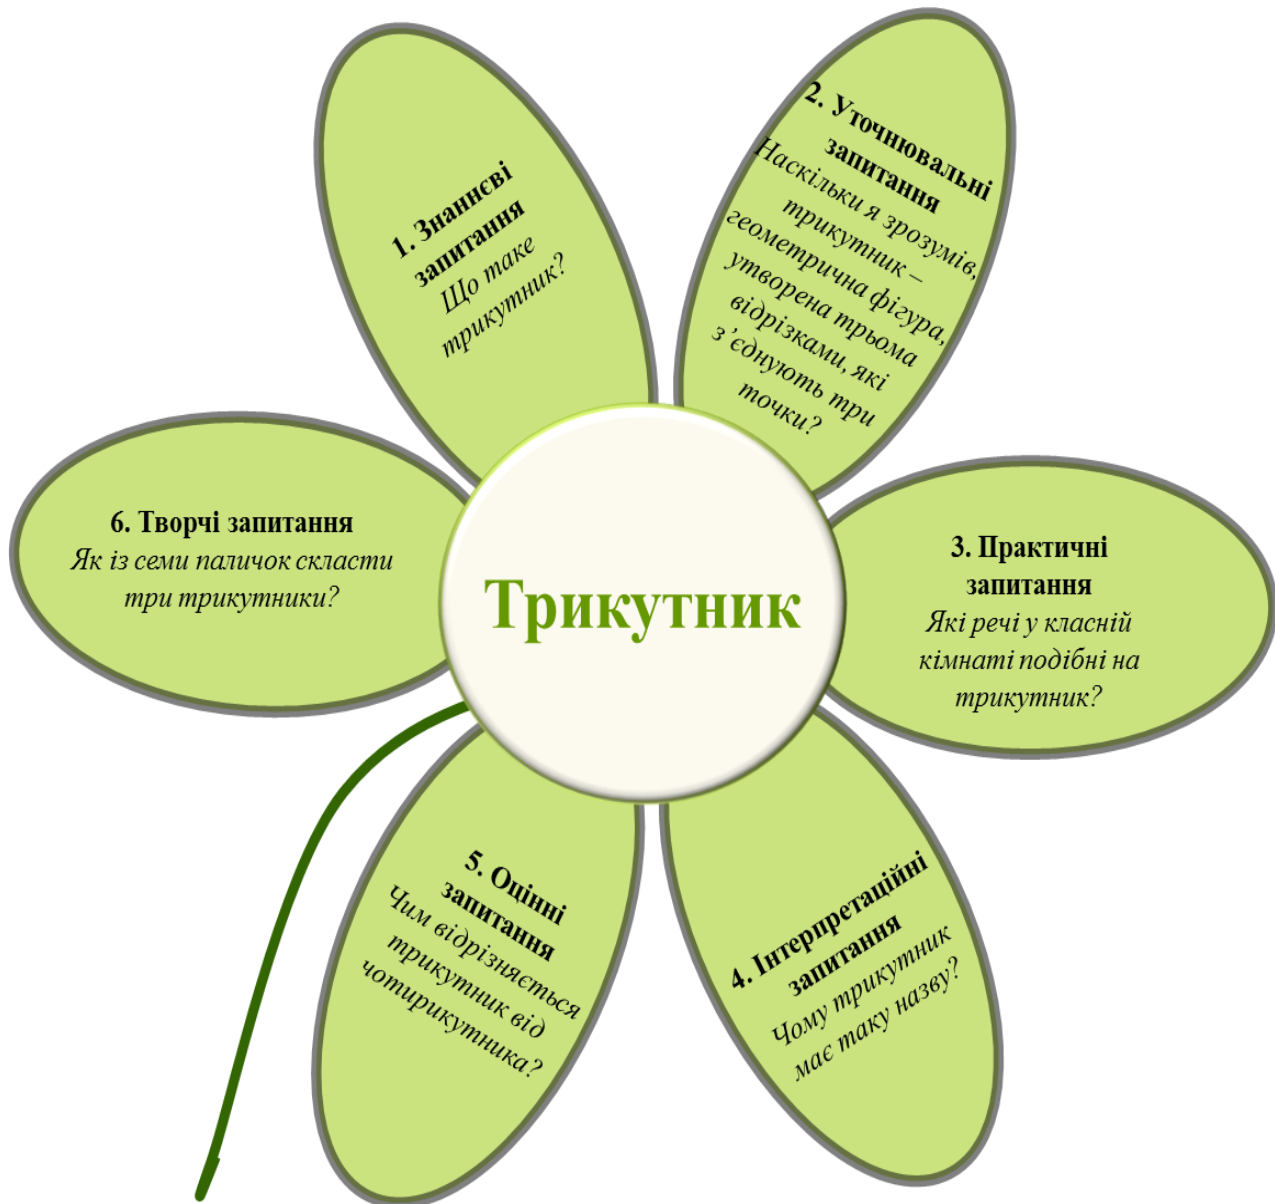 1. Знаннєві
запитання
Що таке
трикутник?
2. Уточнювальні
запитання
Наскільки я зрозумів,
трикутник –
геометрична фігура,
утворена трьома
відрізками, які
з’єднують три
точки?
3. Практичні
запитання
Які речі у класній
кімнаті подібні на
трикутник?
4. Інтерпретаційні
запитання
Чому трикутник
має таку назву?
5. Оцінні
запитання
Чим відрізняється
трикутник від
чотирикутника?
6. Творчі запитання
Як із семи паличок скласти
три трикутники?
Трикутник